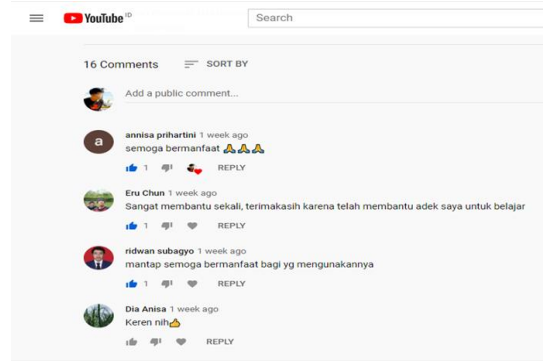 YouTube ID
Search
16 Comments SORT BY
Add a public comment...
a
annisa prihartini 1 week ago
semoga bermanfaat 🙏🙏🙏
1 REPLY
Eru Chun 1 week ago
Sangat membantu sekali, terimakasih karena telah membantu adek saya untuk belajar
1 REPLY
ridwan subagyo 1 week ago
mantap semoga bermanfaat bagi yg mengunakannya
1 REPLY
Dia Anisa 1 week ago
Keren nih👍
REPLY